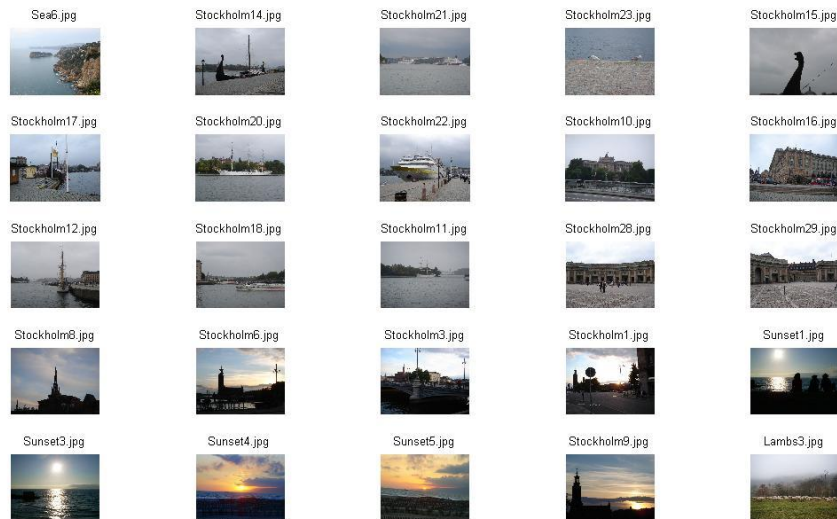 Sea6.jpg Stockholm14.jpg Stockholm21.jpg Stockholm23.jpg Stockholm15.jpg
Stockholm17.jpg Stockholm20.jpg Stockholm22.jpg Stockholm10.jpg Stockholm16.jpg
Stockholm12.jpg Stockholm18.jpg Stockholm11.jpg Stockholm28.jpg Stockholm29.jpg
Stockholm8.jpg Stockholm6.jpg Stockholm3.jpg Stockholm1.jpg Sunset1.jpg
Sunset3.jpg Sunset4.jpg Sunset5.jpg Stockholm9.jpg Lambs3.jpg